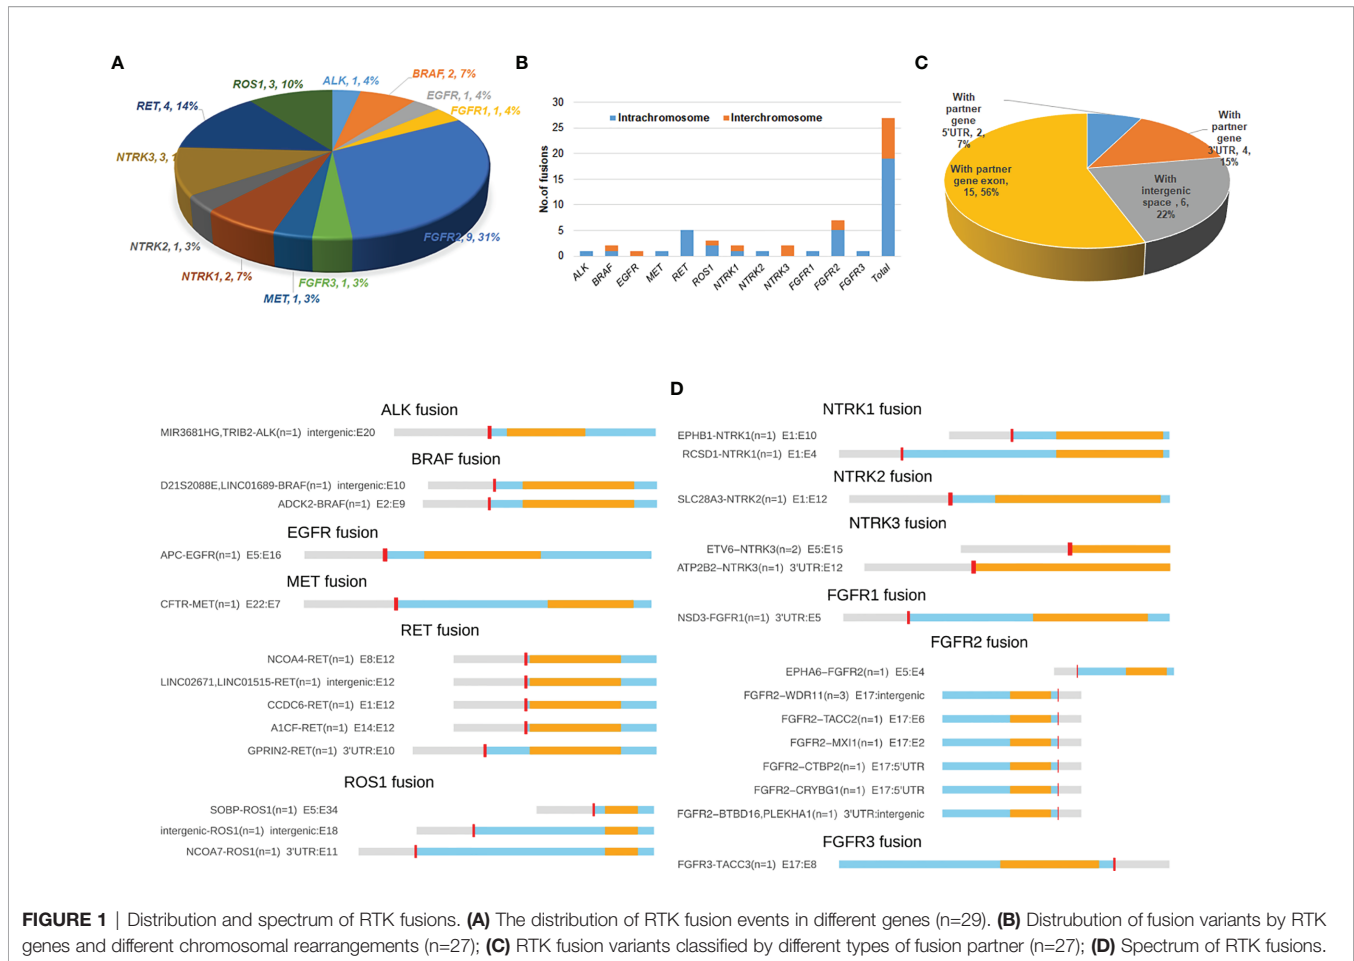 A
ROS1, 3, 10%
ALK, 1, 4%
BRAF, 2, 7%
EGFR, 1, 4%
FGFR1, 1, 4%
RET, 4, 14%
NTRK3, 3, 1
FGFR2, 9, 31%
NTRK2, 1, 3%
NTRK1, 2, 7%
FGFR3, 1, 3%
MET, 1, 3%
B
Intrachromosome
Interchromosome
No.of fusions
30
25
20
15
10
5
0
ALK
BRAF
EGFR
MET
RET
ROS1
NTRK1
NTRK2
NTRK3
FGFR1
FGFR2
FGFR3
Total
C
With
partner gene
5'UTR, 2,
7%
With
partner
gene
3'UTR, 4,
15%
With partner
gene exon,
15, 56%
With
intergenic
space , 6,
22%
ALK fusion
MIR3681HG,TRIB2-ALK(n=1) intergenic:E20
BRAF fusion
D21S2088E,LINC01689-BRAF(n=1) intergenic:E10
ADCK2-BRAF(n=1) E2:E9
EGFR fusion
APC-EGFR(n=1) E5:E16
MET fusion
CFTR-MET(n=1) E22:E7
RET fusion
NCOA4-RET(n=1) E8:E12
LINC02671,LINC01515-RET(n=1) intergenic:E12
CCDC6-RET(n=1) E1:E12
A1CF-RET(n=1) E14:E12
GPRIN2-RET(n=1) 3'UTR:E10
ROS1 fusion
SOBP-ROS1(n=1) E5:E34
intergenic-ROS1(n=1) intergenic:E18
NCOA7-ROS1(n=1) 3'UTR:E11
D
NTRK1 fusion
EPHB1-NTRK1(n=1) E1:E10
RCSD1-NTRK1(n=1) E1:E4
NTRK2 fusion
SLC28A3-NTRK2(n=1) E1:E12
NTRK3 fusion
ETV6−NTRK3(n=2) E5:E15
ATP2B2−NTRK3(n=1) 3'UTR:E12
FGFR1 fusion
NSD3-FGFR1(n=1) 3'UTR:E5
FGFR2 fusion
EPHA6−FGFR2(n=1) E5:E4
FGFR2−WDR11(n=3) E17:intergenic
FGFR2−TACC2(n=1) E17:E6
FGFR2−MXI1(n=1) E17:E2
FGFR2−CTBP2(n=1) E17:5'UTR
FGFR2−CRYBG1(n=1) E17:5'UTR
FGFR2−BTBD16,PLEKHA1(n=1) 3'UTR:intergenic
FGFR3 fusion
FGFR3-TACC3(n=1) E17:E8
FIGURE 1 | Distribution and spectrum of RTK fusions. (A) The distribution of RTK fusion events in different genes (n=29). (B) Distrubution of fusion variants by RTK
genes and different chromosomal rearrangements (n=27); (C) RTK fusion variants classified by different types of fusion partner (n=27); (D) Spectrum of RTK fusions.